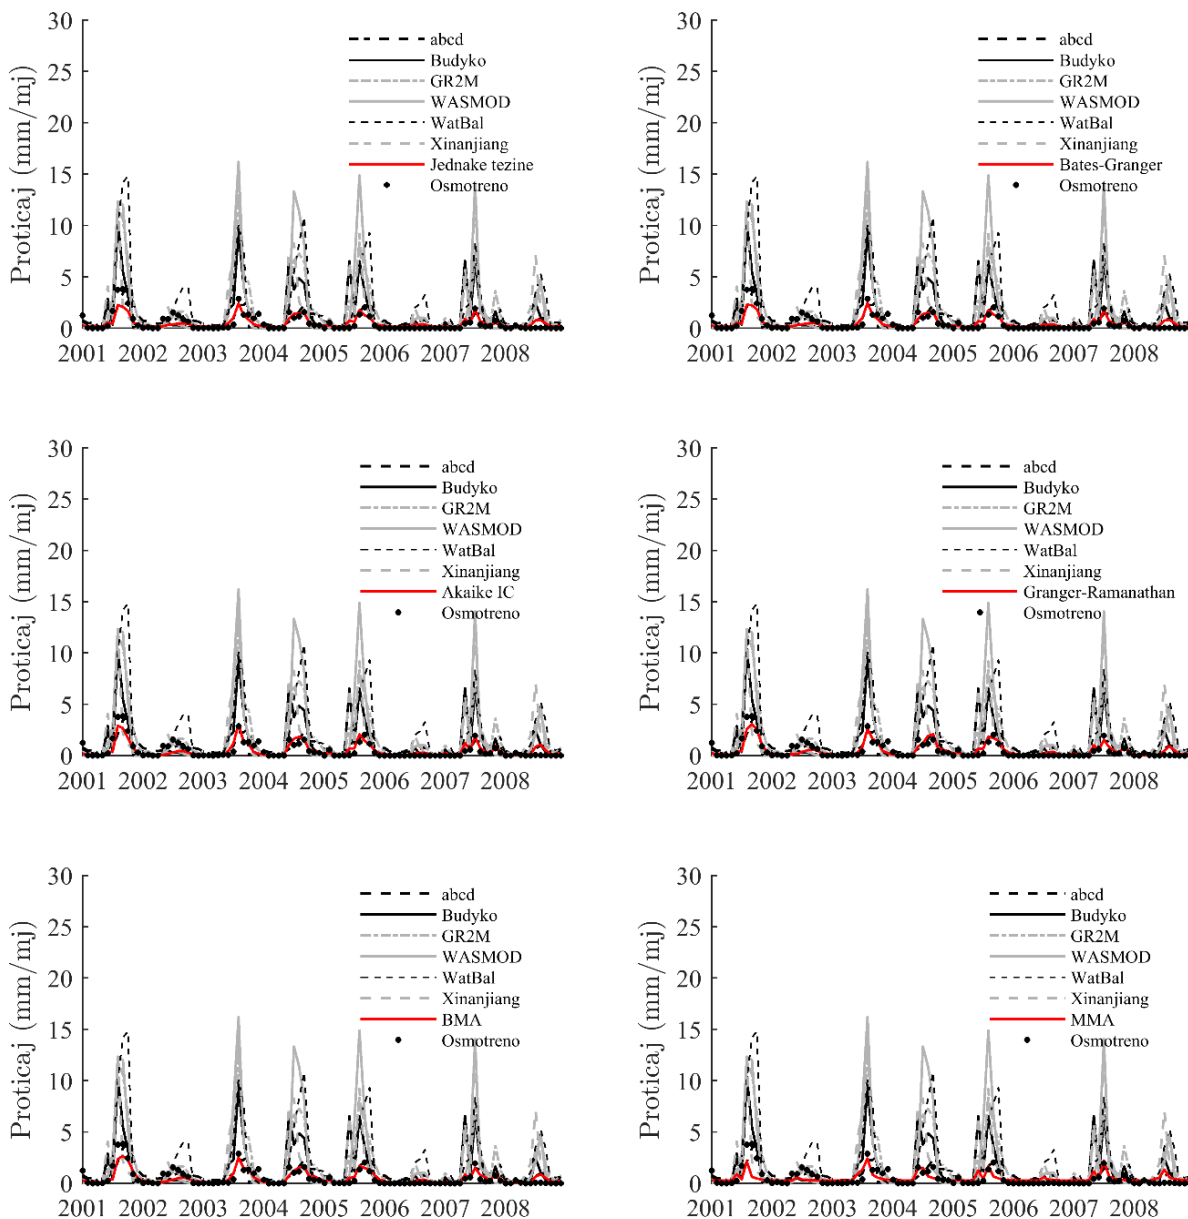 Proticaj (mm/mj)
30
25
20
15
10
5
0
abcd
Budyko
GR2M
WASMOD
WatBal
Xinanjiang
Jednake tezine
Osmotreno
2001 2002 2003 2004 2005 2006 2007 2008
Proticaj (mm/mj)
30
25
20
15
10
5
0
abcd
Budyko
GR2M
WASMOD
WatBal
Xinanjiang
Bates-Granger
Osmotreno
2001 2002 2003 2004 2005 2006 2007 2008
Proticaj (mm/mj)
30
25
20
15
10
5
0
abcd
Budyko
GR2M
WASMOD
WatBal
Xinanjiang
Akaike IC
Osmotreno
2001 2002 2003 2004 2005 2006 2007 2008
Proticaj (mm/mj)
30
25
20
15
10
5
0
abcd
Budyko
GR2M
WASMOD
WatBal
Xinanjiang
Granger-Ramanathan
Osmotreno
2001 2002 2003 2004 2005 2006 2007 2008
Proticaj (mm/mj)
30
25
20
15
10
5
0
abcd
Budyko
GR2M
WASMOD
WatBal
Xinanjiang
BMA
Osmotreno
2001 2002 2003 2004 2005 2006 2007 2008
Proticaj (mm/mj)
30
25
20
15
10
5
0
abcd
Budyko
GR2M
WASMOD
WatBal
Xinanjiang
MMA
Osmotreno
2001 2002 2003 2004 2005 2006 2007 2008